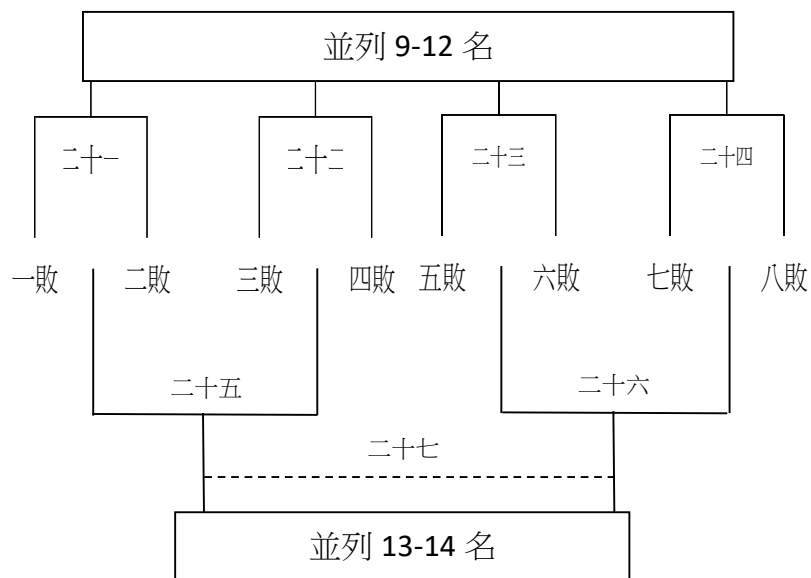 並列 9-12 名
二十一 二十二 二十三 二十四
一敗 二敗 三敗 四敗 五敗 六敗 七敗 八敗
二十五 二十六
二十七
並列 13-14 名